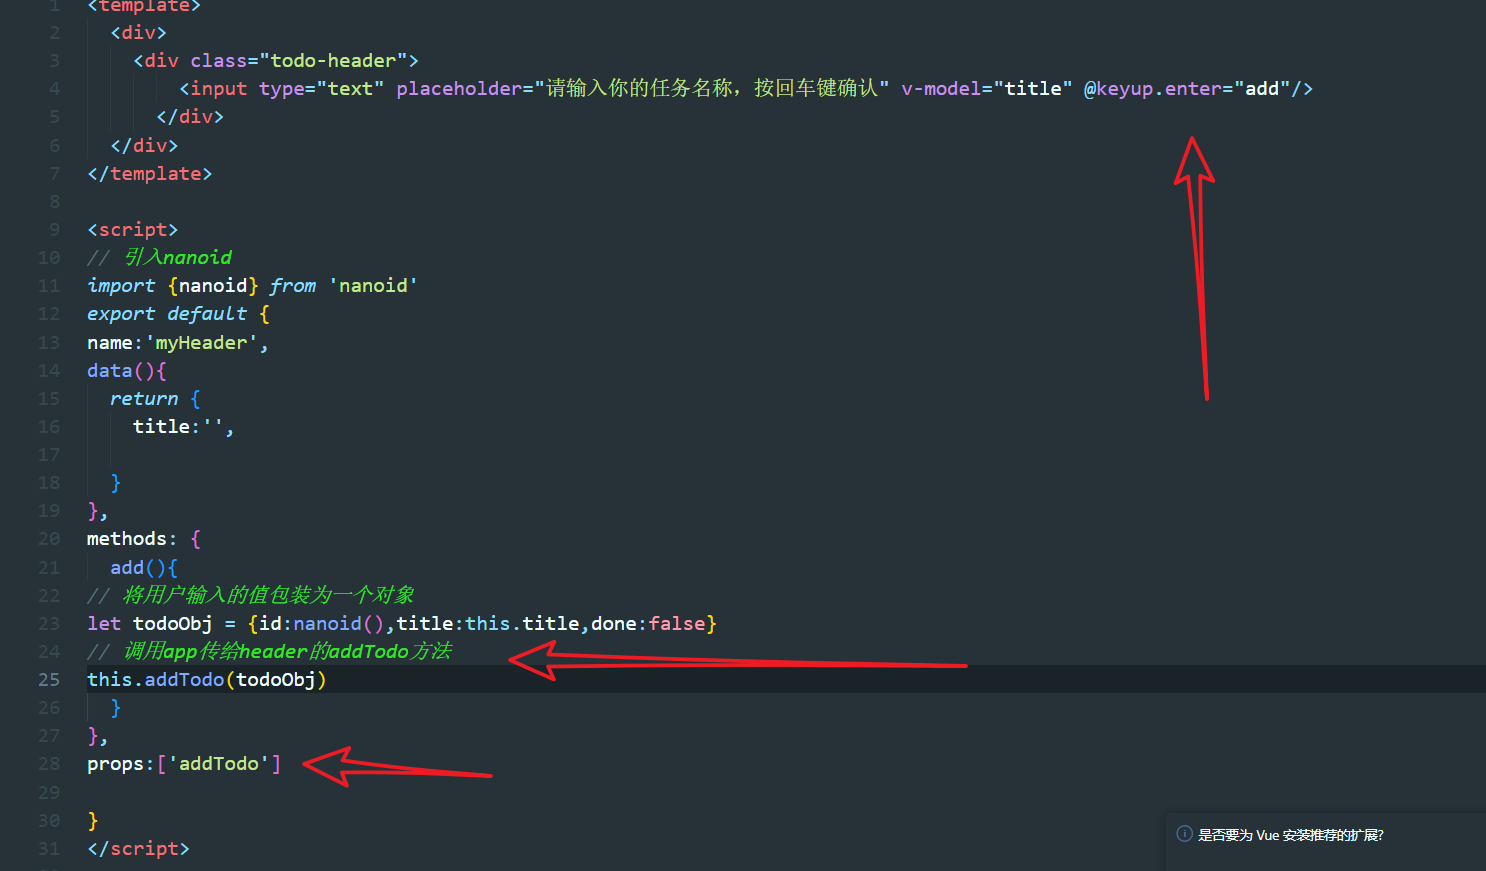 1 <template>
2 <div>
3 <div class="todo-header">
4 <input type="text" placeholder="请输入你的任务名称，按回车键确认" v-model="title" @keyup.enter="add"/>
5 </div>
6 </div>
7 </template>
8
9 <script>
10 // 引入nanoid
11 import {nanoid} from 'nanoid'
12 export default {
13 name:'myHeader',
14 data(){
15 return {
16 title:'',
17
18 }
19 },
20 methods: {
21 add(){
22 // 将用户输入的值包装为一个对象
23 let todoObj = {id:nanoid(),title:this.title,done:false}
24 // 调用app传给header的addTodo方法
25 this.addTodo(todoObj)
26 }
27 },
28 props:['addTodo']
29
30 }
31 </script>
是否要为 Vue 安装推荐的扩展?